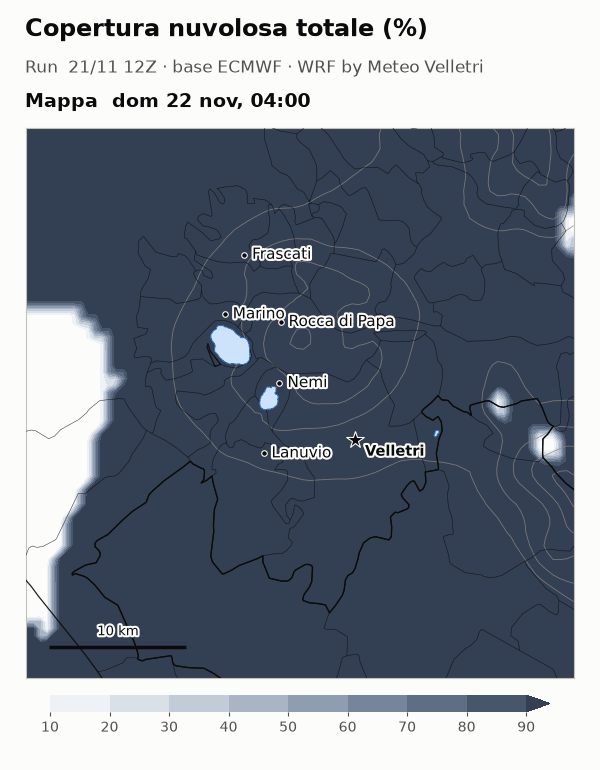 Copertura nuvolosa totale (%)
Run  21/11 12Z · base ECMWF · WRF by Meteo Velletri
Mappa  dom 22 nov, 04:00
Frascati
Marino
Rocca di Papa
Nemi
Velletri
Lanuvio
10 km
10 20 30 40 50 60 70 80 90